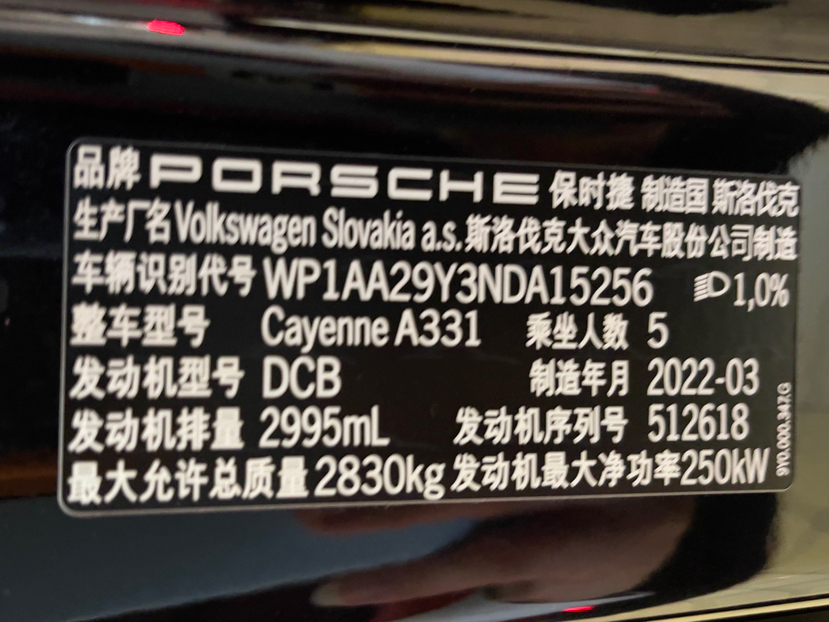 品牌 PORSCHE 保时捷 制造国 斯洛伐克
生产厂名 Volkswagen Slovakia a.s. 斯洛伐克大众汽车股份公司制造
车辆识别代号 WP1AA29Y3NDA15256 1,0%
整车型号 Cayenne A331 乘坐人数 5
发动机型号 DCB 制造年月 2022-03
发动机排量 2995mL 发动机序列号 512618
最大允许总质量 2830kg 发动机最大净功率 250kW
9Y0.000.347.G